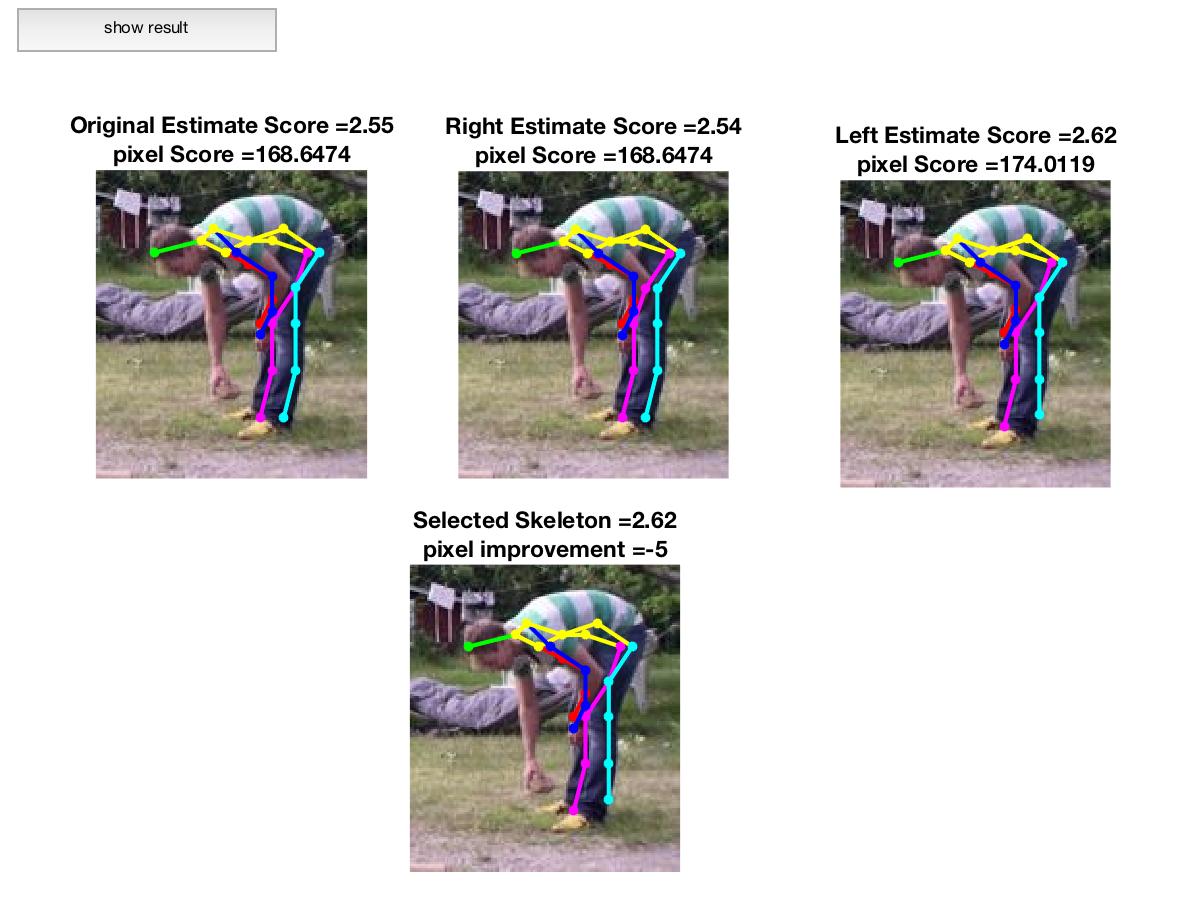 show result
Original Estimate Score =2.55
pixel Score =168.6474
Right Estimate Score =2.54
pixel Score =168.6474
Left Estimate Score =2.62
pixel Score =174.0119
Selected Skeleton =2.62
pixel improvement =-5